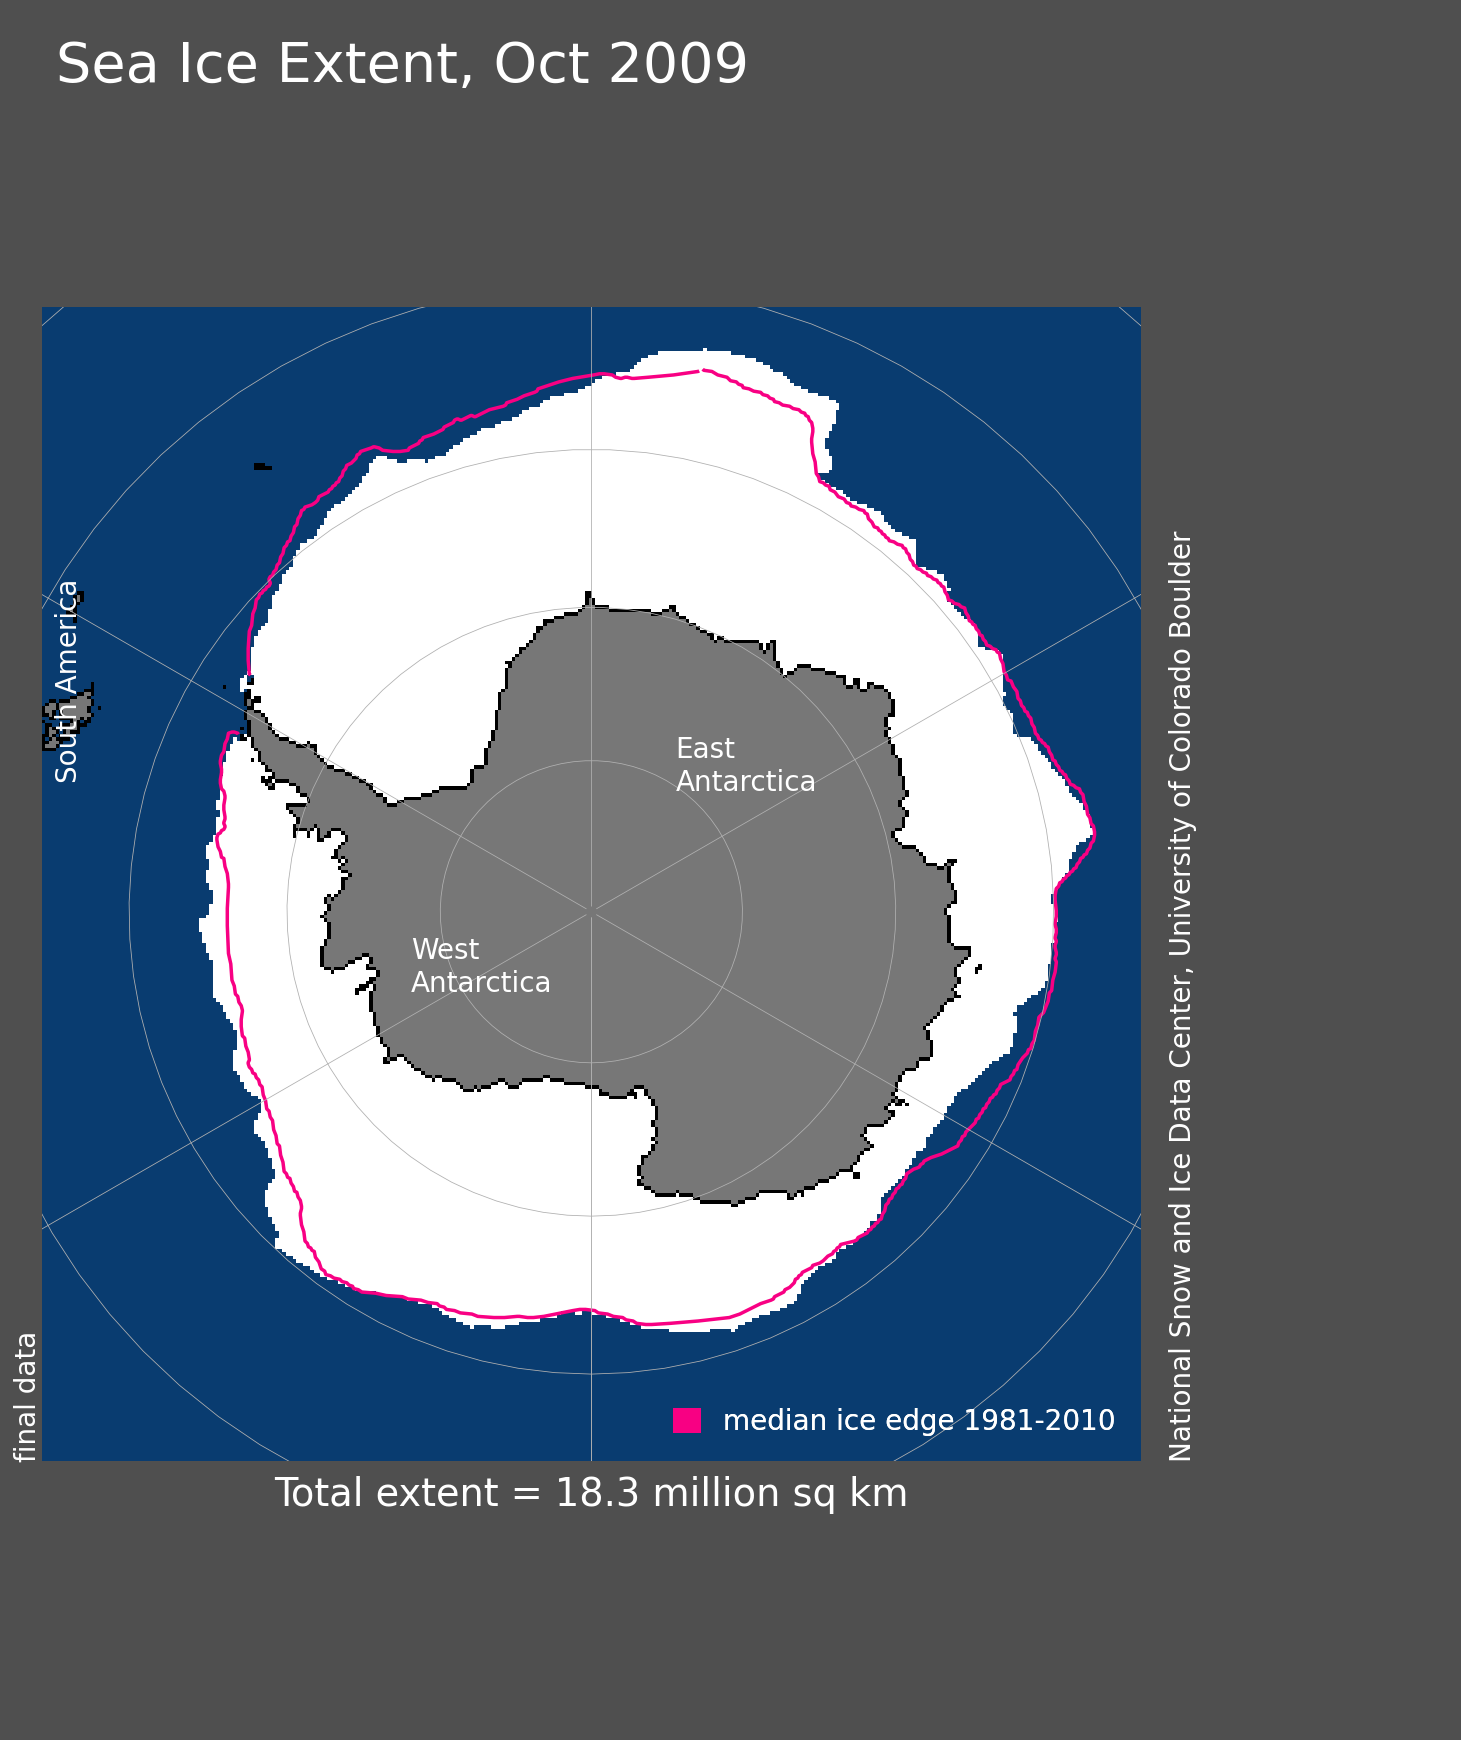 Sea Ice Extent, Oct 2009
South America
East
Antarctica
West
Antarctica
National Snow and Ice Data Center, University of Colorado Boulder
final data
median ice edge 1981-2010
Total extent = 18.3 million sq km